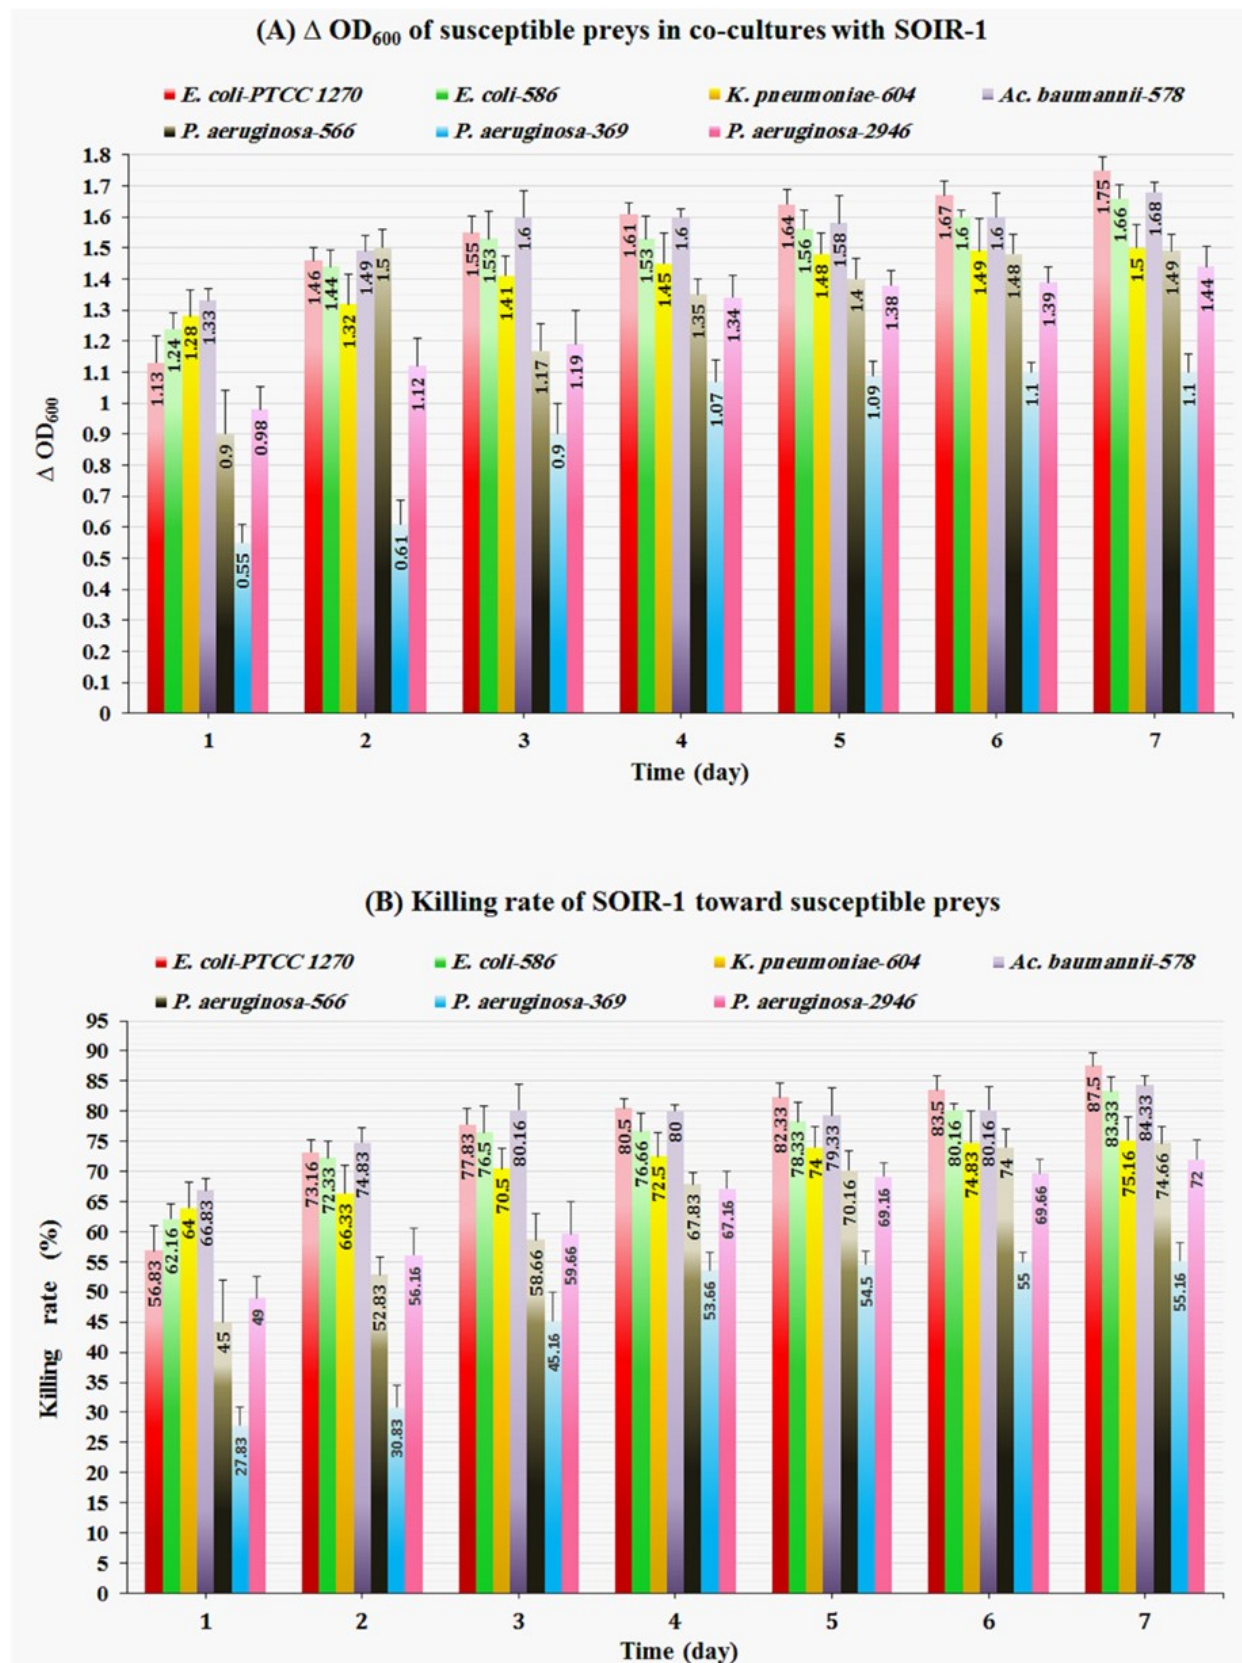 (A) Δ OD600 of susceptible preys in co-cultures with SOIR-1
E. coli-PTCC 1270 E. coli-586 K. pneumoniae-604 Ac. baumannii-578
P. aeruginosa-566 P. aeruginosa-369 P. aeruginosa-2946
Δ OD600
1.8
1.7
1.6
1.5
1.4
1.3
1.2
1.1
1
0.9
0.8
0.7
0.6
0.5
0.4
0.3
0.2
0.1
0
1.13 1.24 1.28 1.33 0.9 0.55 0.98
1.46 1.44 1.32 1.49 1.5 0.61 1.12
1.55 1.53 1.41 1.6 1.17 0.9 1.19
1.61 1.53 1.45 1.6 1.35 1.07 1.34
1.64 1.56 1.48 1.58 1.4 1.09 1.38
1.67 1.6 1.49 1.6 1.48 1.1 1.39
1.75 1.66 1.5 1.68 1.49 1.1 1.44
1 2 3 4 5 6 7
Time (day)
(B) Killing rate of SOIR-1 toward susceptible preys
E. coli-PTCC 1270 E. coli-586 K. pneumoniae-604 Ac. baumannii-578
P. aeruginosa-566 P. aeruginosa-369 P. aeruginosa-2946
Killing rate (%)
95
90
85
80
75
70
65
60
55
50
45
40
35
30
25
20
15
10
5
0
56.83 62.16 64 66.83 45 27.83 49
73.16 72.33 66.33 74.83 52.83 30.83 56.16
77.83 76.5 70.5 80.16 58.66 45.16 59.66
80.5 76.66 72.5 80 67.83 53.66 67.16
82.33 78.33 74 79.33 70.16 54.5 69.16
83.5 80.16 74.83 80.16 74 55 69.66
87.5 83.33 75.16 84.33 74.66 55.16 72
1 2 3 4 5 6 7
Time (day)